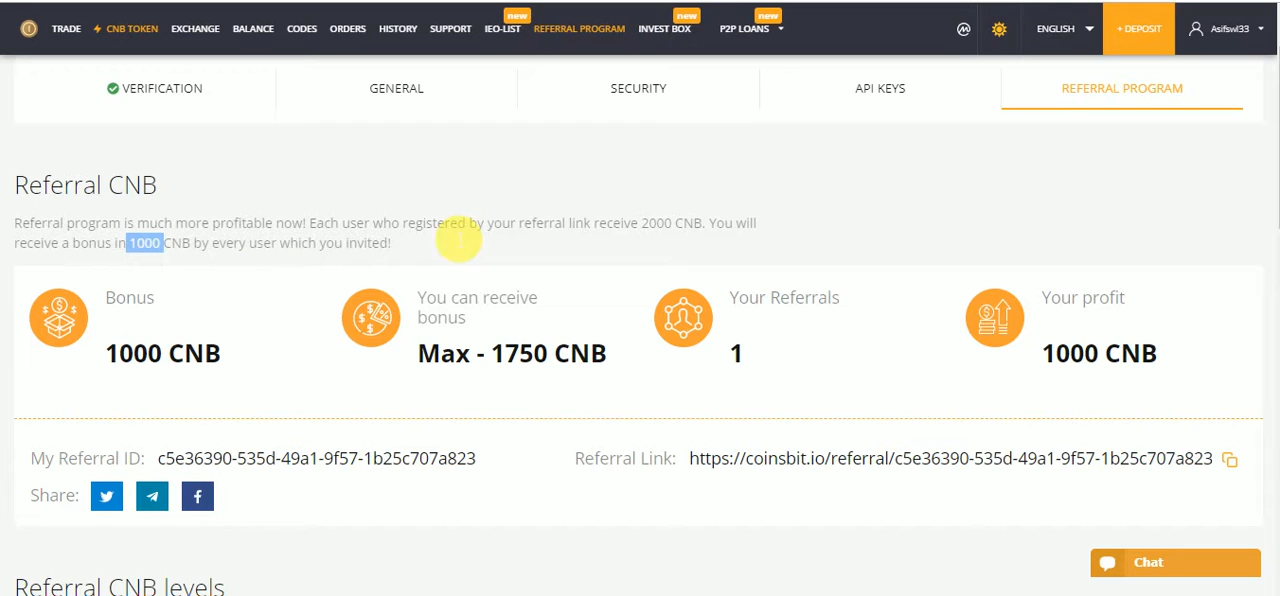 new new new
TRADE CNB TOKEN EXCHANGE BALANCE CODES ORDERS HISTORY SUPPORT IEO-LIST REFERRAL PROGRAM INVEST BOX P2P LOANS ENGLISH + DEPOSIT Asifswl33
VERIFICATION GENERAL SECURITY API KEYS REFERRAL PROGRAM
Referral CNB
Referral program is much more profitable now! Each user who registered by your referral link receive 2000 CNB. You will
receive a bonus in 1000 CNB by every user which you invited!
Bonus
1000 CNB
You can receive
bonus
Max - 1750 CNB
Your Referrals
1
Your profit
1000 CNB
My Referral ID: c5e36390-535d-49a1-9f57-1b25c707a823
Referral Link: https://coinsbit.io/referral/c5e36390-535d-49a1-9f57-1b25c707a823
Share:
Chat
Referral CNB levels